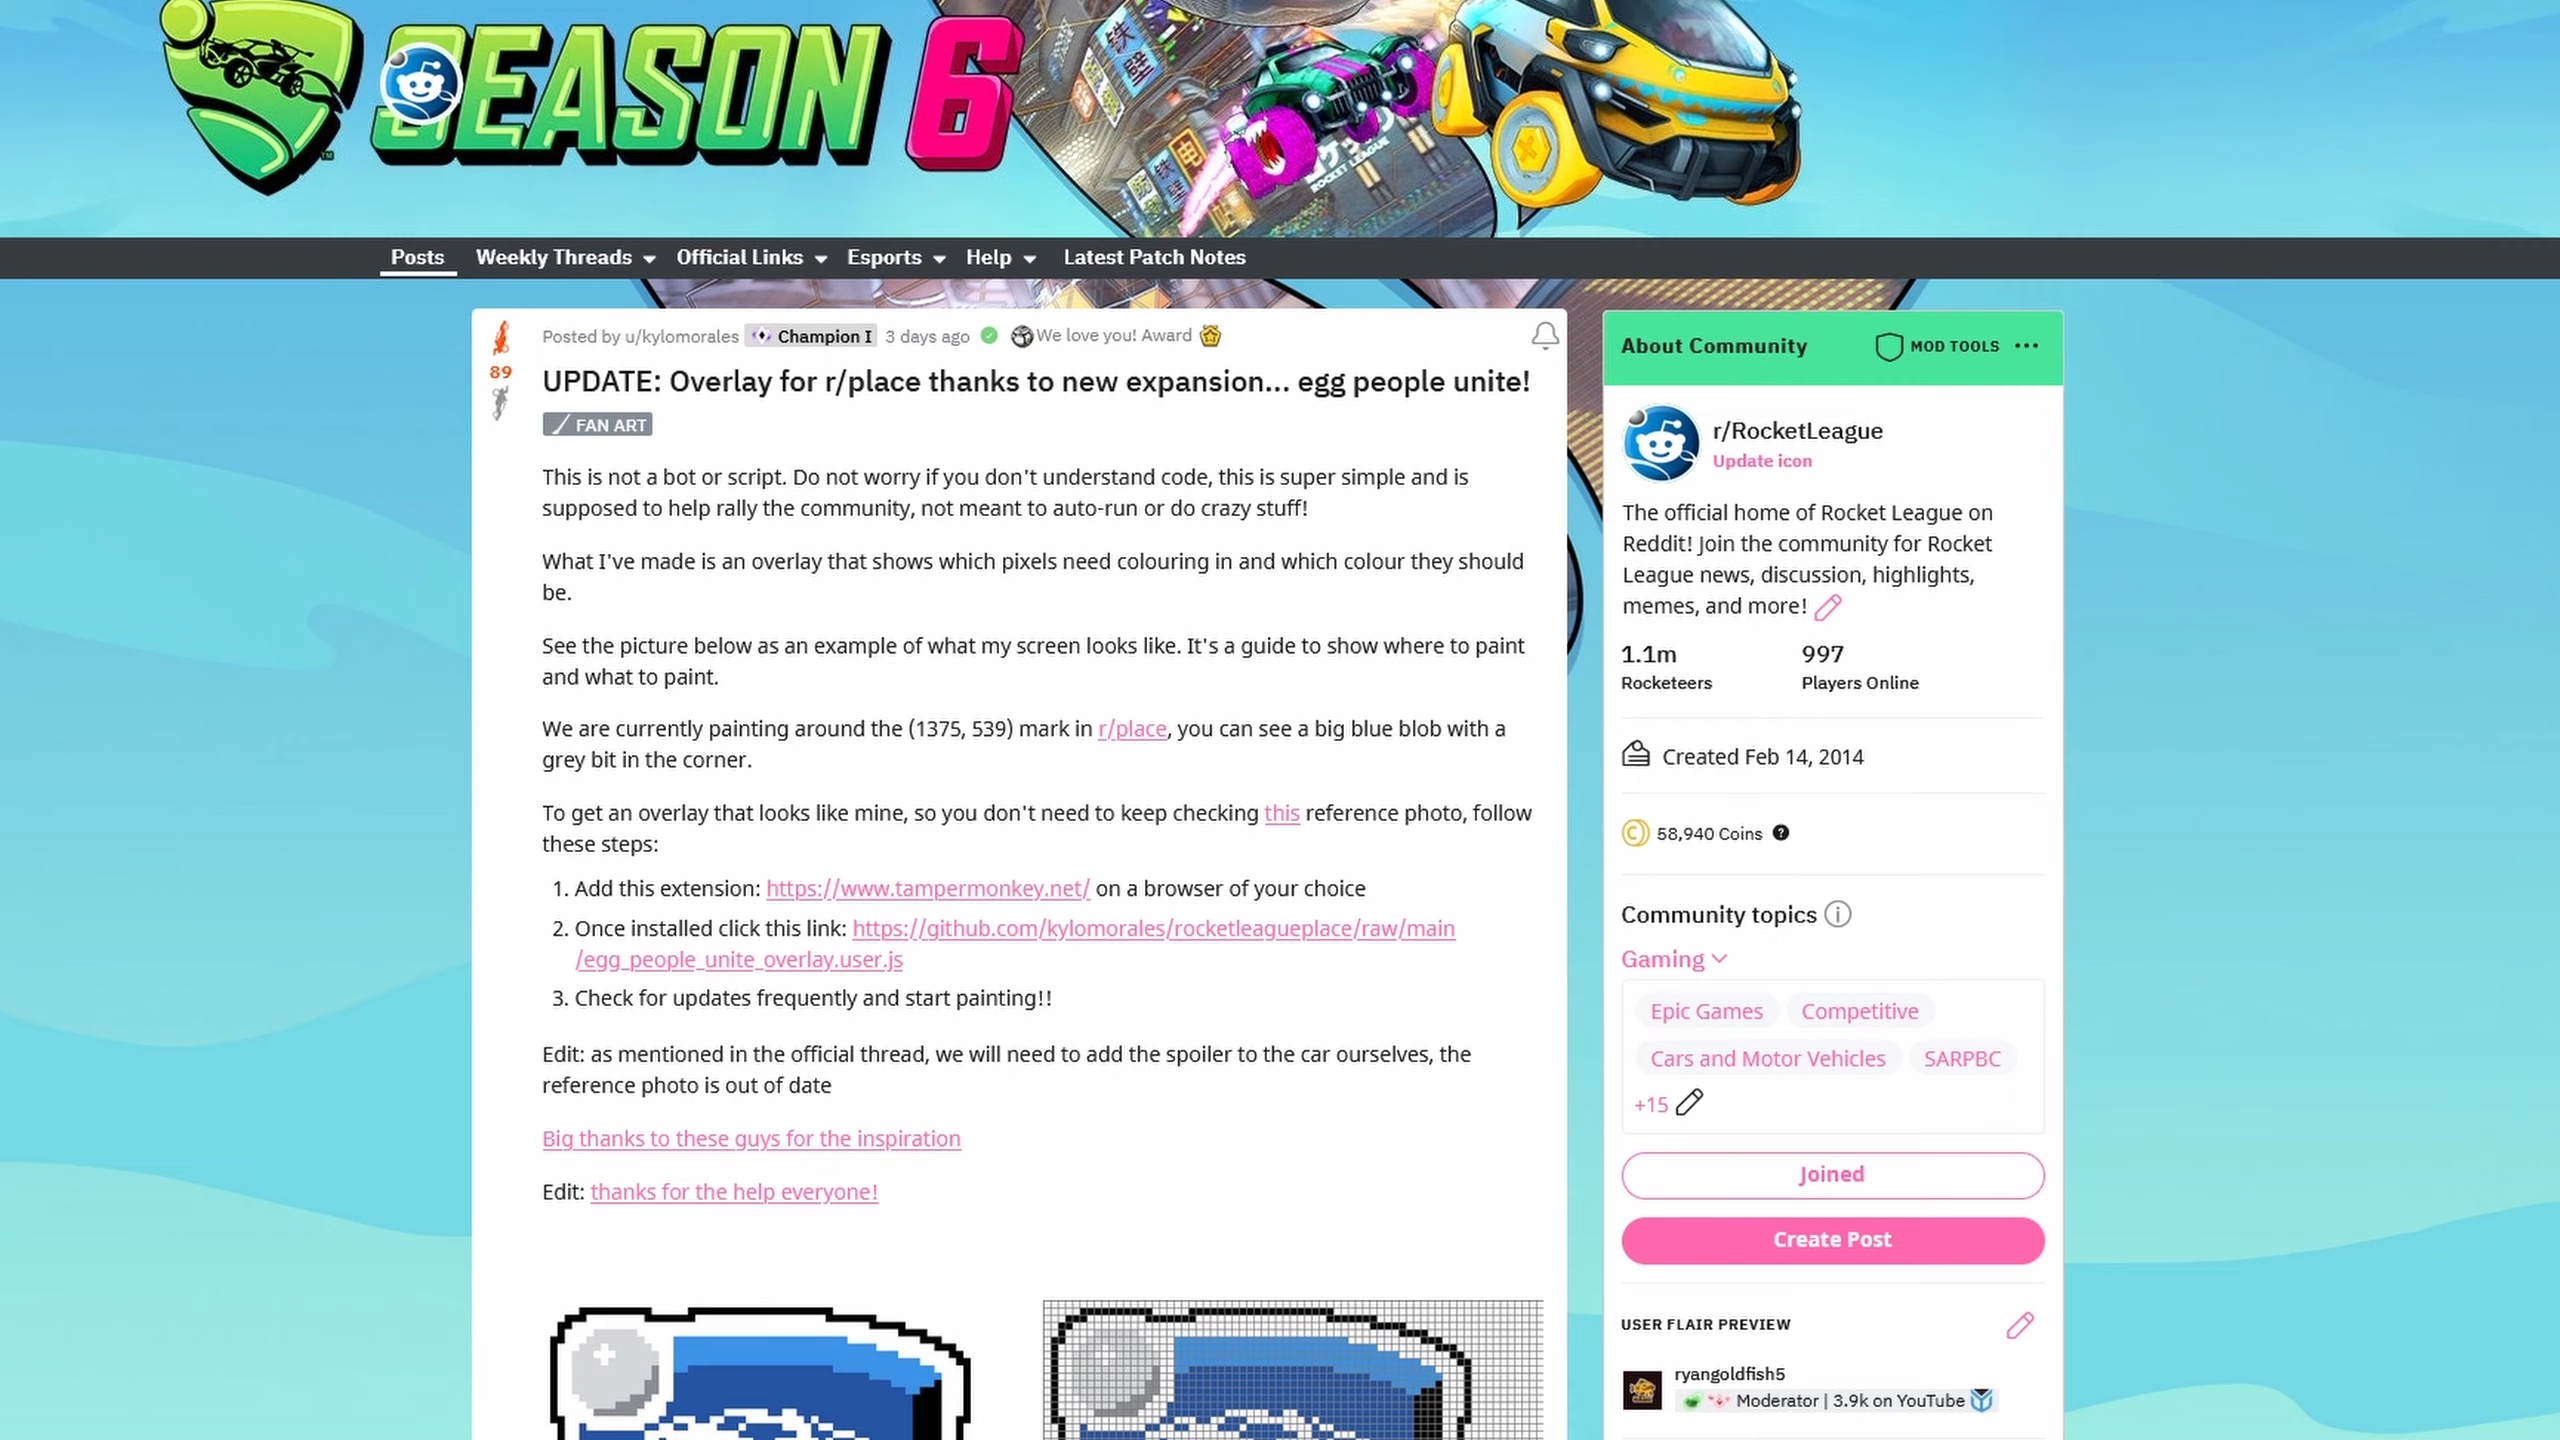 SEASON 6
TM
铁
壁
铁
壁
电
ROCKET LEAGUE
Posts Weekly Threads Official Links Esports Help Latest Patch Notes
Posted by u/kylomorales Champion I 3 days ago We love you! Award
89
UPDATE: Overlay for r/place thanks to new expansion... egg people unite!
FAN ART
This is not a bot or script. Do not worry if you don't understand code, this is super simple and is
supposed to help rally the community, not meant to auto-run or do crazy stuff!
What I've made is an overlay that shows which pixels need colouring in and which colour they should
be.
See the picture below as an example of what my screen looks like. It's a guide to show where to paint
and what to paint.
We are currently painting around the (1375, 539) mark in r/place, you can see a big blue blob with a
grey bit in the corner.
To get an overlay that looks like mine, so you don't need to keep checking this reference photo, follow
these steps:
1. Add this extension: https://www.tampermonkey.net/ on a browser of your choice
2. Once installed click this link: https://github.com/kylomorales/rocketleagueplace/raw/main
/egg_people_unite_overlay.user.js
3. Check for updates frequently and start painting!!
Edit: as mentioned in the official thread, we will need to add the spoiler to the car ourselves, the
reference photo is out of date
Big thanks to these guys for the inspiration
Edit: thanks for the help everyone!
About Community MOD TOOLS
r/RocketLeague
Update icon
The official home of Rocket League on
Reddit! Join the community for Rocket
League news, discussion, highlights,
memes, and more!
1.1m 997
Rocketeers Players Online
Created Feb 14, 2014
58,940 Coins ?
Community topics
Gaming
Epic Games Competitive
Cars and Motor Vehicles SARPBC
+15
Joined
Create Post
USER FLAIR PREVIEW
ryangoldfish5
Moderator | 3.9k on YouTube